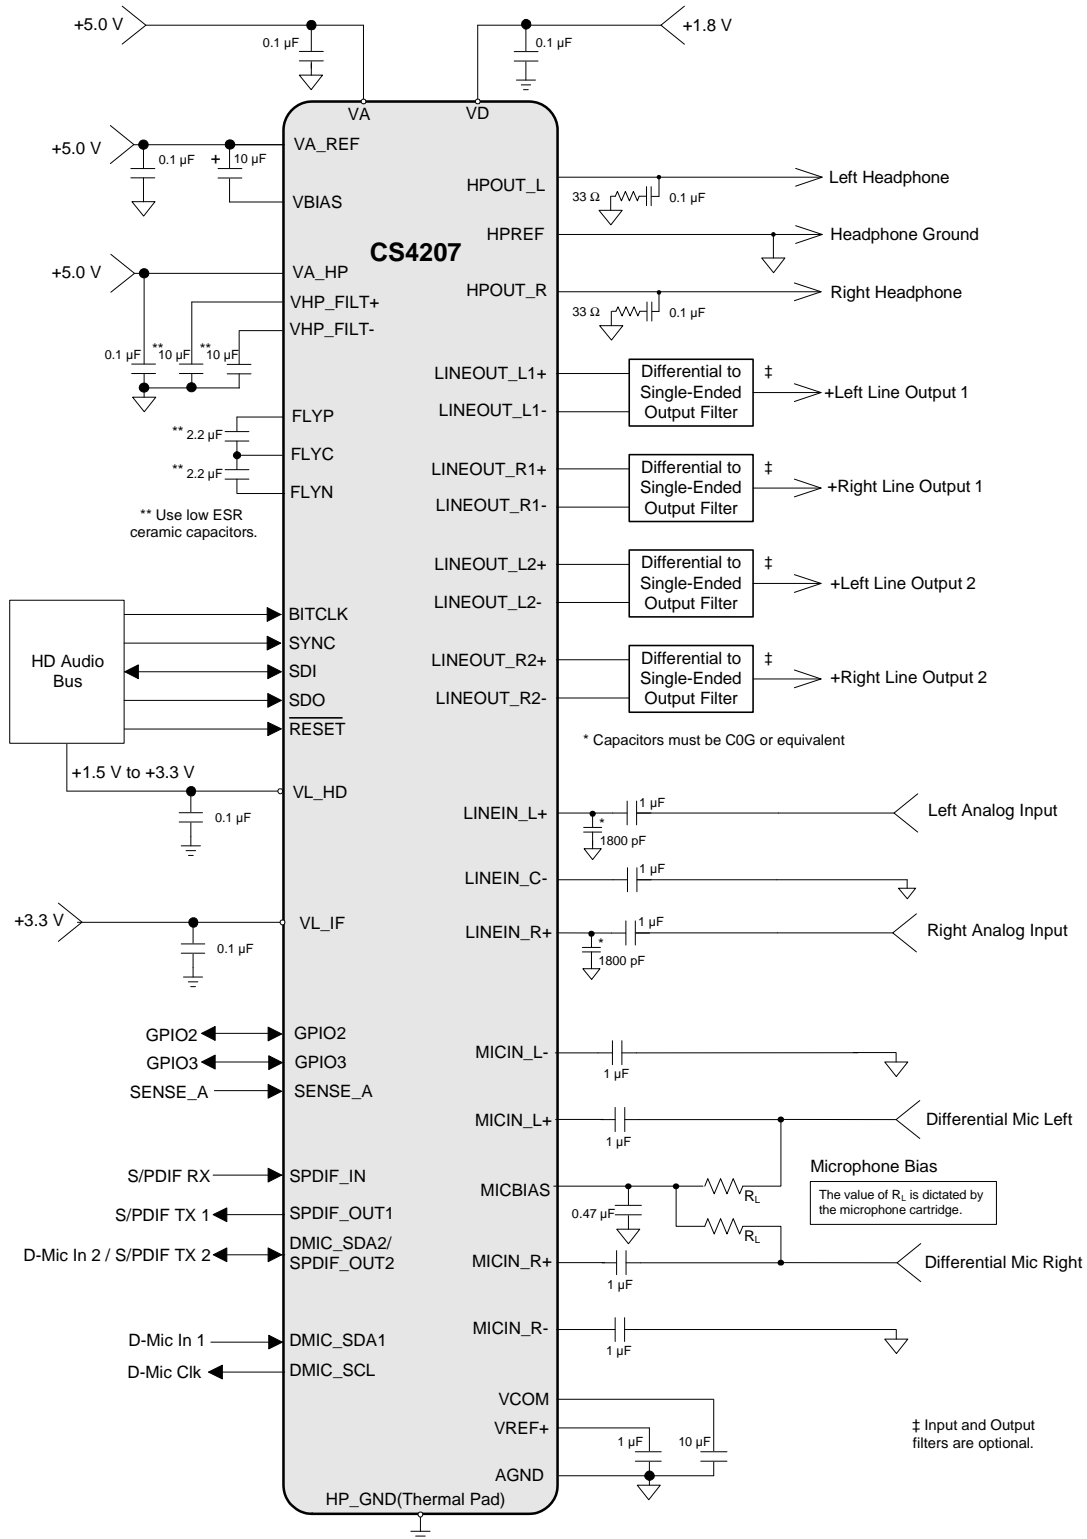 +5.0 V
0.1 µF
0.1 µF
+1.8 V
VA
VD
+5.0 V
0.1 µF
+
10 µF
VA_REF
VBIAS
CS4207
+5.0 V
VA_HP
VHP_FILT+
VHP_FILT-
0.1 µF
**
10 µF
**
10 µF
FLYP
** 2.2 µF
FLYC
** 2.2 µF
FLYN
** Use low ESR
ceramic capacitors.
HD Audio
Bus
BITCLK
SYNC
SDI
SDO
RESET
+1.5 V to +3.3 V
VL_HD
0.1 µF
+3.3 V
VL_IF
0.1 µF
GPIO2
GPIO2
GPIO3
GPIO3
SENSE_A
SENSE_A
S/PDIF RX
SPDIF_IN
S/PDIF TX 1
SPDIF_OUT1
D-Mic In 2 / S/PDIF TX 2
DMIC_SDA2/
SPDIF_OUT2
D-Mic In 1
DMIC_SDA1
D-Mic Clk
DMIC_SCL
HPOUT_L
33 Ω
0.1 µF
Left Headphone
HPREF
Headphone Ground
HPOUT_R
33 Ω
0.1 µF
Right Headphone
LINEOUT_L1+
LINEOUT_L1-
Differential to
Single-Ended
Output Filter
‡
+Left Line Output 1
LINEOUT_R1+
LINEOUT_R1-
Differential to
Single-Ended
Output Filter
‡
+Right Line Output 1
LINEOUT_L2+
LINEOUT_L2-
Differential to
Single-Ended
Output Filter
‡
+Left Line Output 2
LINEOUT_R2+
LINEOUT_R2-
Differential to
Single-Ended
Output Filter
‡
+Right Line Output 2
* Capacitors must be C0G or equivalent
LINEIN_L+
1 µF
*
1800 pF
Left Analog Input
LINEIN_C-
1 µF
LINEIN_R+
1 µF
*
1800 pF
Right Analog Input
MICIN_L-
1 µF
MICIN_L+
1 µF
Differential Mic Left
Microphone Bias
The value of RL is dictated by
the microphone cartridge.
MICBIAS
0.47 µF
RL
RL
MICIN_R+
1 µF
Differential Mic Right
MICIN_R-
1 µF
VCOM
VREF+
1 µF
10 µF
AGND
‡ Input and Output
filters are optional.
HP_GND(Thermal Pad)